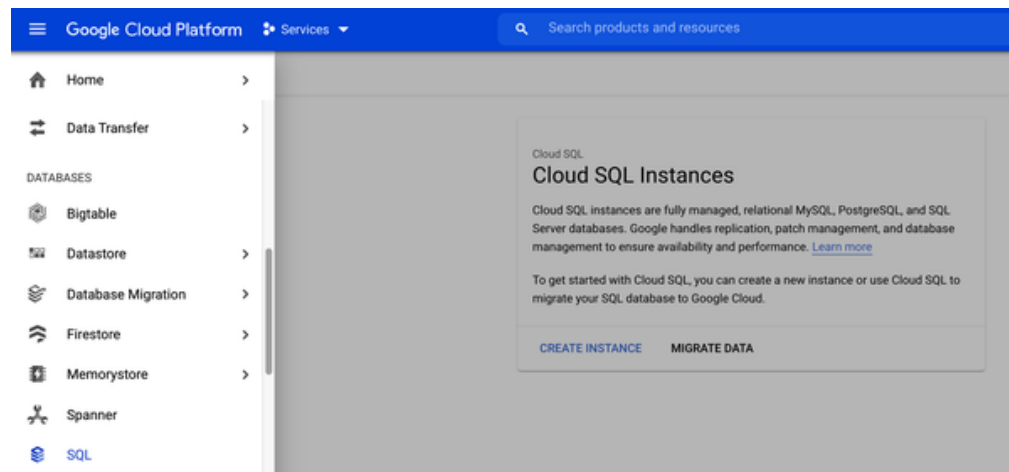 Google Cloud Platform Services Search products and resources
Home
Data Transfer
DATABASES
Bigtable
Datastore
Database Migration
Firestore
Memorystore
Spanner
SQL
Cloud SQL
Cloud SQL Instances
Cloud SQL instances are fully managed, relational MySQL, PostgreSQL, and SQL
Server databases. Google handles replication, patch management, and database
management to ensure availability and performance. Learn more
To get started with Cloud SQL, you can create a new instance or use Cloud SQL to
migrate your SQL database to Google Cloud.
CREATE INSTANCE MIGRATE DATA